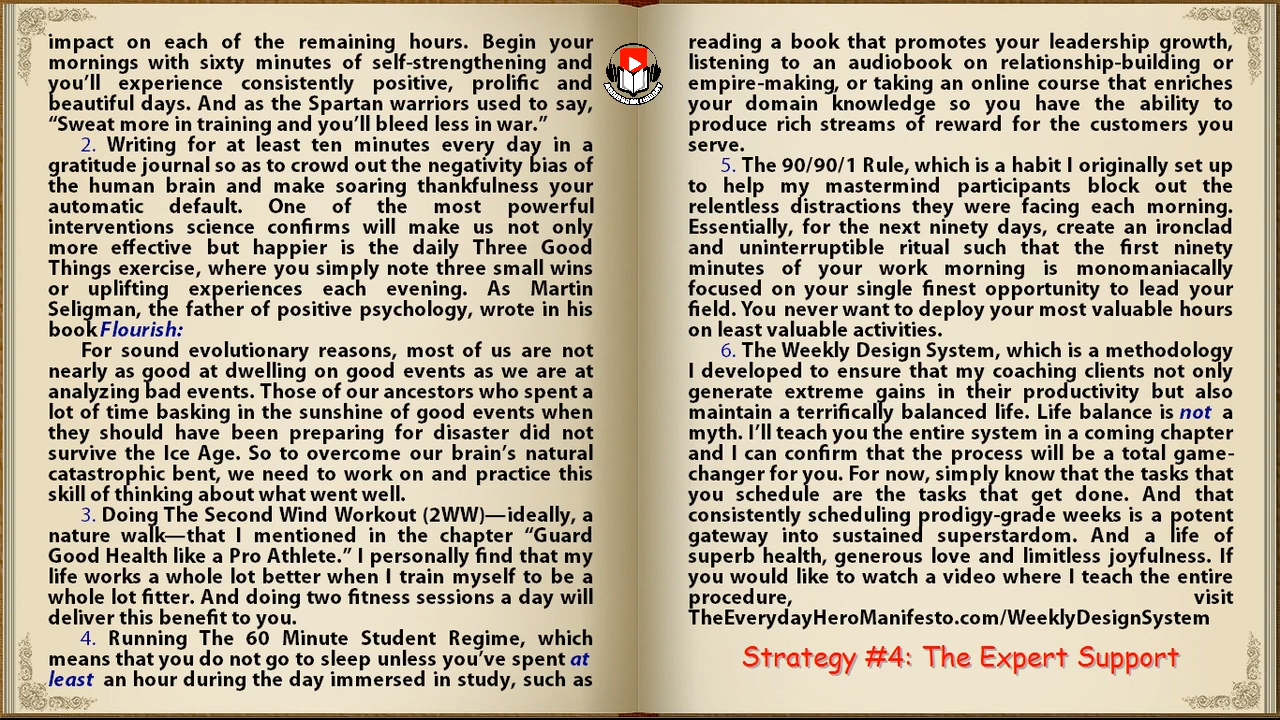 impact on each of the remaining hours. Begin your
mornings with sixty minutes of self-strengthening and
you'll experience consistently positive, prolific and
beautiful days. And as the Spartan warriors used to say,
“Sweat more in training and you'll bleed less in war.”
2. Writing for at least ten minutes every day in a
gratitude journal so as to crowd out the negativity bias of
the human brain and make soaring thankfulness your
automatic default. One of the most powerful
interventions science confirms will make us not only
more effective but happier is the daily Three Good
Things exercise, where you simply note three small wins
or uplifting experiences each evening. As Martin
Seligman, the father of positive psychology, wrote in his
book Flourish:
For sound evolutionary reasons, most of us are not
nearly as good at dwelling on good events as we are at
analyzing bad events. Those of our ancestors who spent a
lot of time basking in the sunshine of good events when
they should have been preparing for disaster did not
survive the Ice Age. So to overcome our brain's natural
catastrophic bent, we need to work on and practice this
skill of thinking about what went well.
3. Doing The Second Wind Workout (2WW)—ideally, a
nature walk—that I mentioned in the chapter “Guard
Good Health like a Pro Athlete.” I personally find that my
life works a whole lot better when I train myself to be a
whole lot fitter. And doing two fitness sessions a day will
deliver this benefit to you.
4. Running The 60 Minute Student Regime, which
means that you do not go to sleep unless you've spent at
least an hour during the day immersed in study, such as
AUDIOBOOK LIBRARY
reading a book that promotes your leadership growth,
listening to an audiobook on relationship-building or
empire-making, or taking an online course that enriches
your domain knowledge so you have the ability to
produce rich streams of reward for the customers you
serve.
5. The 90/90/1 Rule, which is a habit I originally set up
to help my mastermind participants block out the
relentless distractions they were facing each morning.
Essentially, for the next ninety days, create an ironclad
and uninterruptible ritual such that the first ninety
minutes of your work morning is monomaniacally
focused on your single finest opportunity to lead your
field. You never want to deploy your most valuable hours
on least valuable activities.
6. The Weekly Design System, which is a methodology
I developed to ensure that my coaching clients not only
generate extreme gains in their productivity but also
maintain a terrifically balanced life. Life balance is not a
myth. I'll teach you the entire system in a coming chapter
and I can confirm that the process will be a total game-
changer for you. For now, simply know that the tasks that
you schedule are the tasks that get done. And that
consistently scheduling prodigy-grade weeks is a potent
gateway into sustained superstardom. And a life of
superb health, generous love and limitless joyfulness. If
you would like to watch a video where I teach the entire
procedure, visit
TheEverydayHeroManifesto.com/WeeklyDesignSystem
Strategy #4: The Expert Support